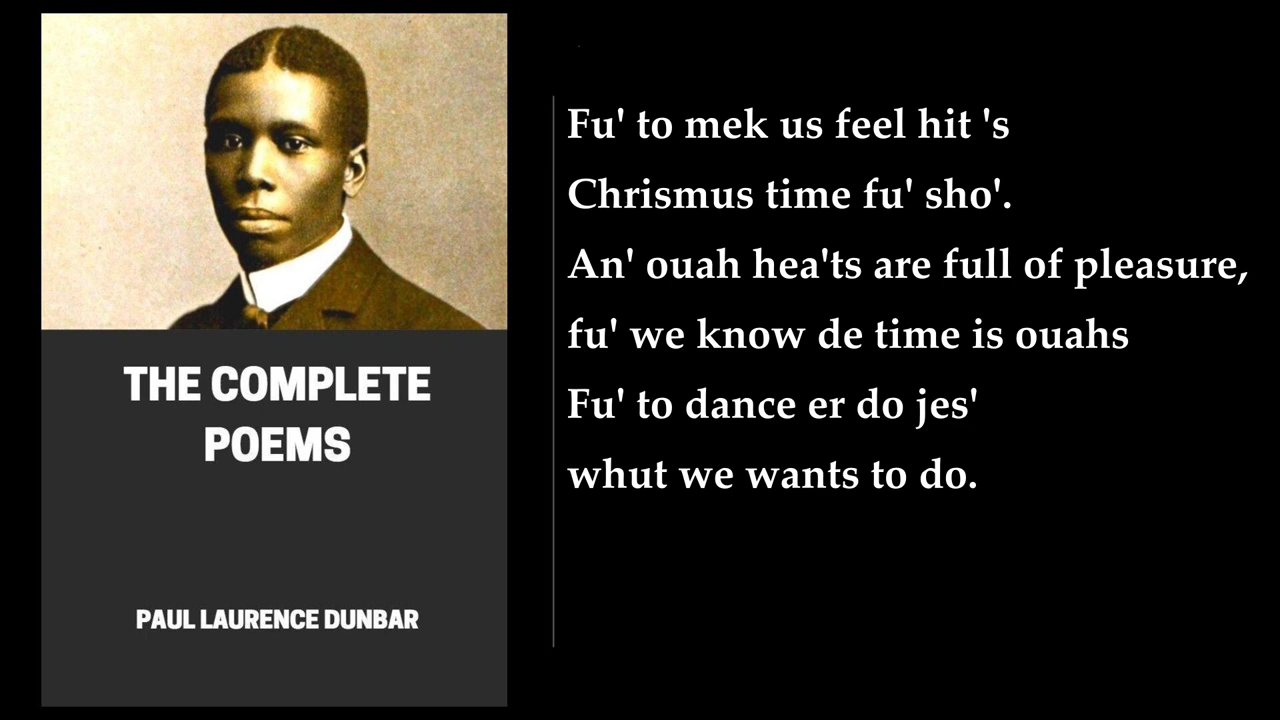 THE COMPLETE
POEMS
PAUL LAURENCE DUNBAR
Fu' to mek us feel hit 's
Chrismus time fu' sho'.
An' ouah hea'ts are full of pleasure,
fu' we know de time is ouahs
Fu' to dance er do jes'
whut we wants to do.